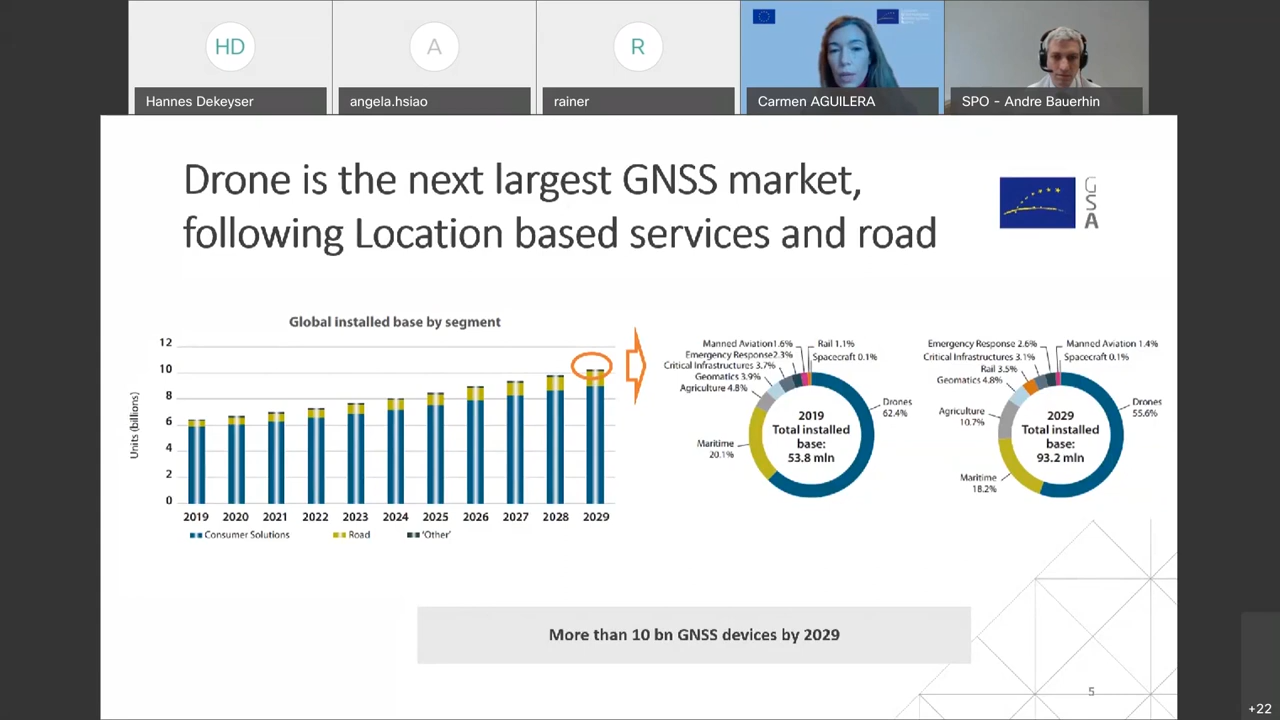 HD
A
R
Hannes Dekeyser
angela.hsiao
rainer
Carmen AGUILERA
SPO - Andre Bauerhin
Drone is the next largest GNSS market,
following Location based services and road
GSA
Global installed base by segment
Units (billions)
12
10
8
6
4
2
0
2019 2020 2021 2022 2023 2024 2025 2026 2027 2028 2029
Consumer Solutions Road 'Other'
Manned Aviation1.6%
Rail 1.1%
Emergency Response2.3%
Spacecraft 0.1%
Critical Infrastructures 3.7%
Geomatics 3.9%
Agriculture 4.8%
Drones
62.4%
Maritime
20.1%
2019
Total installed
base:
53.8 mln
Emergency Response 2.6%
Manned Aviation 1.4%
Critical Infrastructures 3.1%
Spacecraft 0.1%
Rail 3.5%
Geomatics 4.8%
Agriculture
10.7%
Drones
55.6%
Maritime
18.2%
2029
Total installed
base:
93.2 mln
More than 10 bn GNSS devices by 2029
5
+22